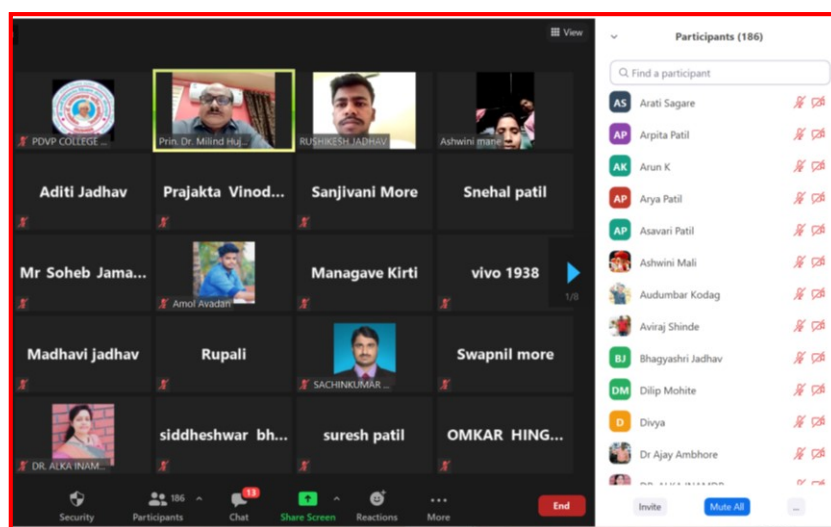 View
PDVP COLLEGE ...
Prin. Dr. Milind Huj...
RUSHIKESH JADHAV
Ashwini mane
Aditi Jadhav
Prajakta Vinod...
Sanjivani More
Snehal patil
Mr Soheb Jama...
Amol Avadan
Managave Kirti
vivo 1938
1/8
Madhavi jadhav
Rupali
SACHINKUMAR ...
Swapnil more
DR. ALKA INAM...
siddheshwar bh...
suresh patil
OMKAR HING...
Security
186
Participants
13
Chat
Share Screen
Reactions
More
End
Participants (186)
Find a participant
AS Arati Sagare
AP Arpita Patil
AK Arun K
AP Arya Patil
AP Asavari Patil
Ashwini Mali
Audumbar Kodag
Aviraj Shinde
BJ Bhagyashri Jadhav
DM Dilip Mohite
D Divya
Dr Ajay Ambhore
Invite
Mute All
...